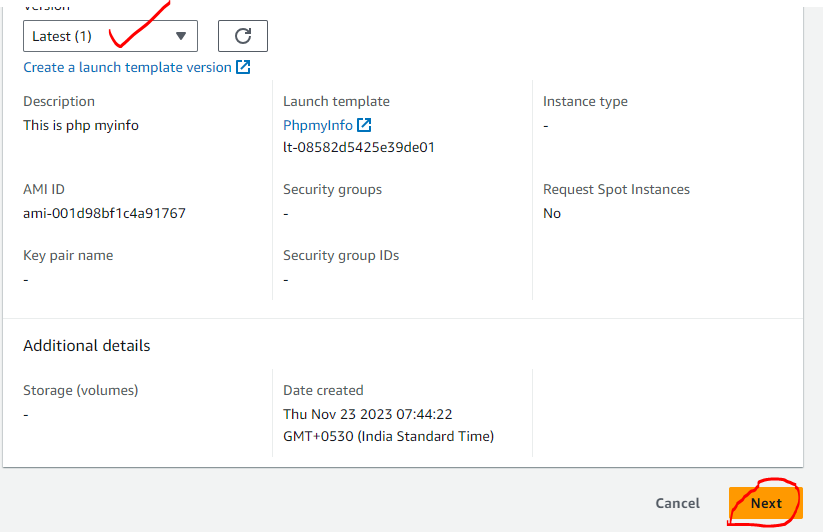 Version
Latest (1)
Create a launch template version
Description
This is php myinfo
Launch template
PhpmyInfo
lt-08582d5425e39de01
Instance type
-
AMI ID
ami-001d98bf1c4a91767
Security groups
-
Request Spot Instances
No
Key pair name
-
Security group IDs
-
Additional details
Storage (volumes)
-
Date created
Thu Nov 23 2023 07:44:22
GMT+0530 (India Standard Time)
Cancel
Next